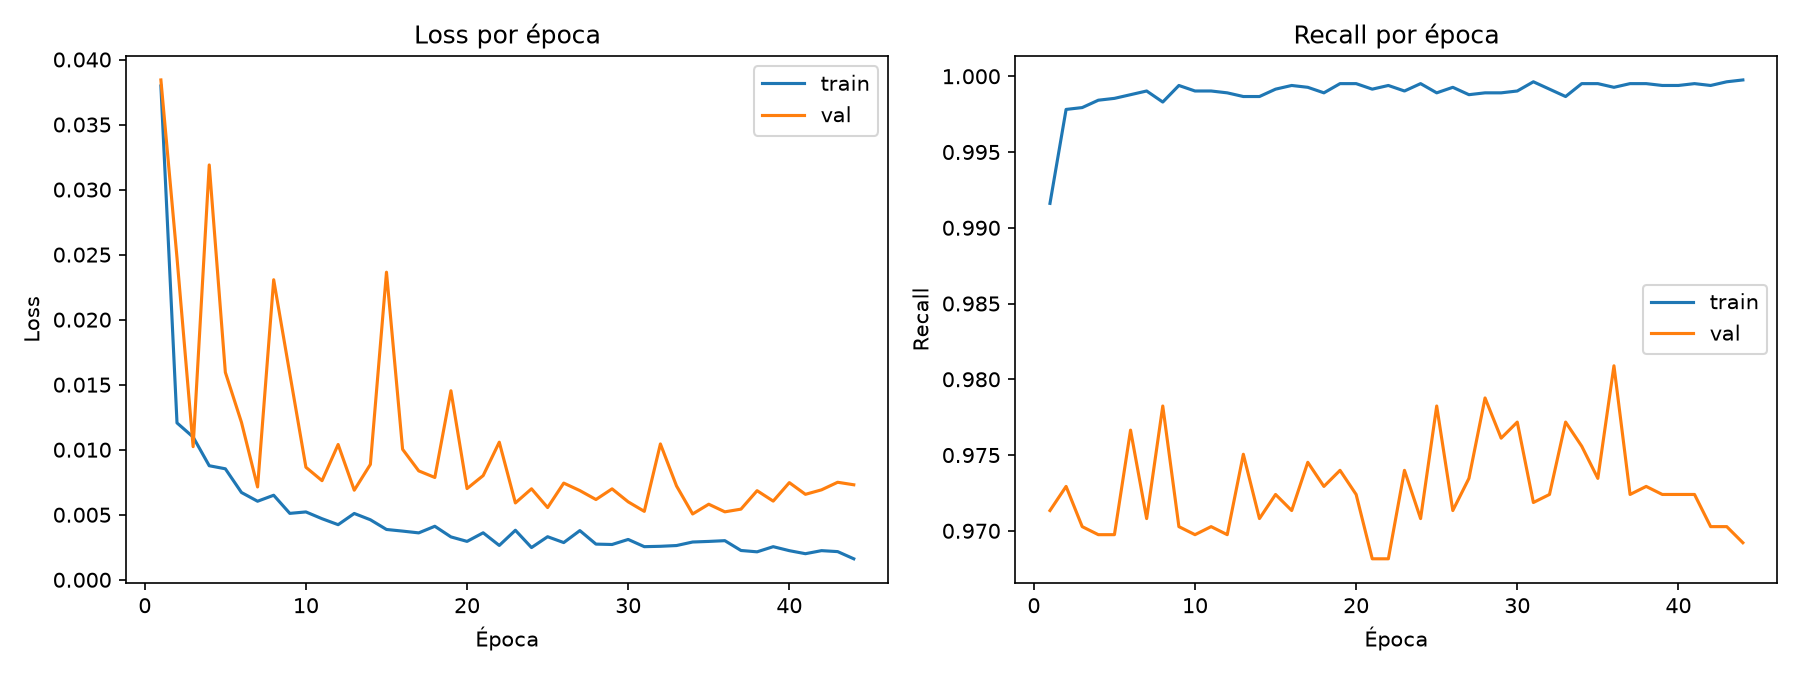 Loss por época
0.040
0.035
0.030
0.025
0.020
0.015
0.010
0.005
0.000
Loss
0 10 20 30 40
Época
train
val
Recall por época
1.000
0.995
0.990
0.985
0.980
0.975
0.970
Recall
0 10 20 30 40
Época
train
val